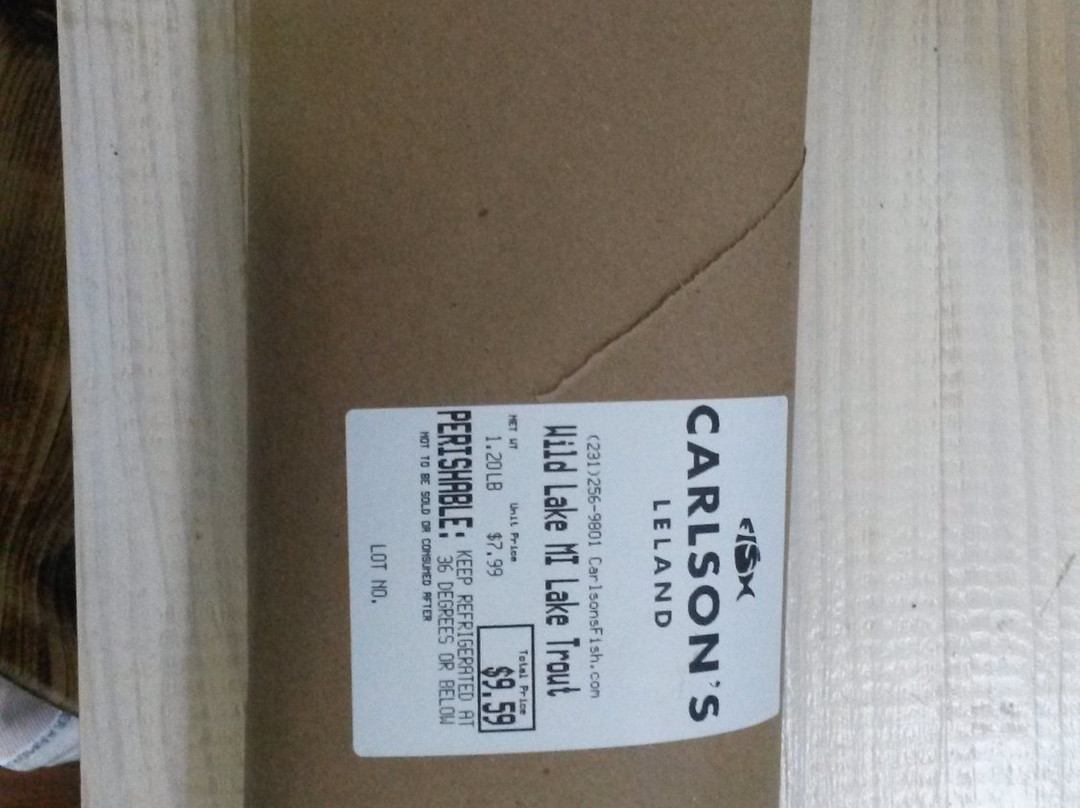 FISH
CARLSON'S
LELAND
(231)256-9801 CarlsonsFish.com
Wild Lake MI Lake Trout
NET WT Unit Price Total Price
1.20LB $7.99 $9.59
PERISHABLE: KEEP REFRIGERATED AT
36 DEGREES OR BELOW
NOT TO BE SOLD OR CONSUMED AFTER
LOT NO.